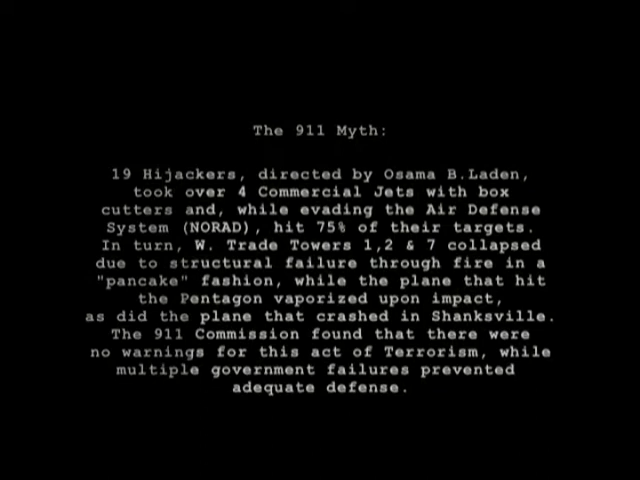 The 911 Myth:
19 Hijackers, directed by Osama B.Laden,
took over 4 Commercial Jets with box
cutters and, while evading the Air Defense
System (NORAD), hit 75% of their targets.
In turn, W. Trade Towers 1,2 & 7 collapsed
due to structural failure through fire in a
"pancake" fashion, while the plane that hit
the Pentagon vaporized upon impact,
as did the plane that crashed in Shanksville.
The 911 Commission found that there were
no warnings for this act of Terrorism, while
multiple government failures prevented
adequate defense.